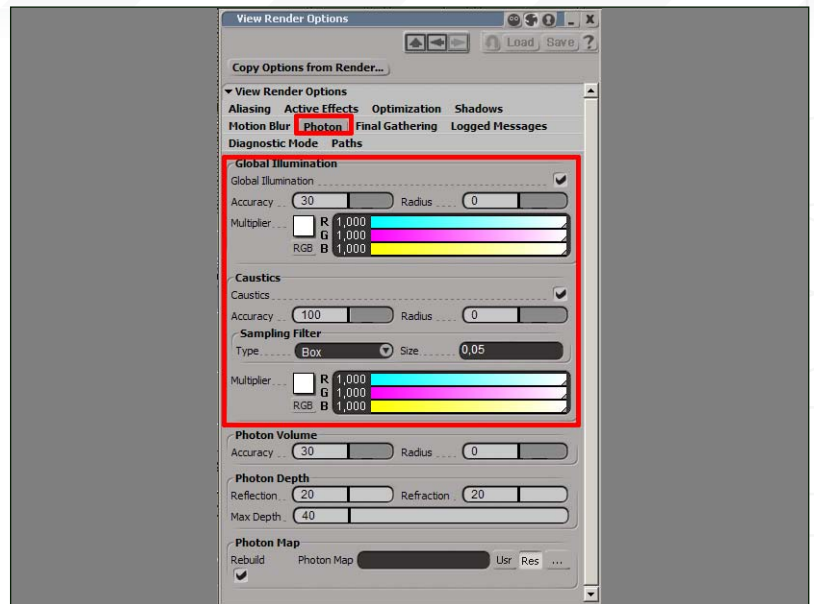 View Render Options
Load Save ?
Copy Options from Render...
View Render Options
Aliasing Active Effects Optimization Shadows
Motion Blur Photon Final Gathering Logged Messages
Diagnostic Mode Paths
Global Illumination
Global Illumination
Accuracy 30 Radius 0
Multiplier R 1,000
G 1,000
RGB B 1,000
Caustics
Caustics
Accuracy 100 Radius 0
Sampling Filter
Type Box Size 0,05
Multiplier R 1,000
G 1,000
RGB B 1,000
Photon Volume
Accuracy 30 Radius 0
Photon Depth
Reflection 20 Refraction 20
Max Depth 40
Photon Map
Rebuild Photon Map Usr Res ...